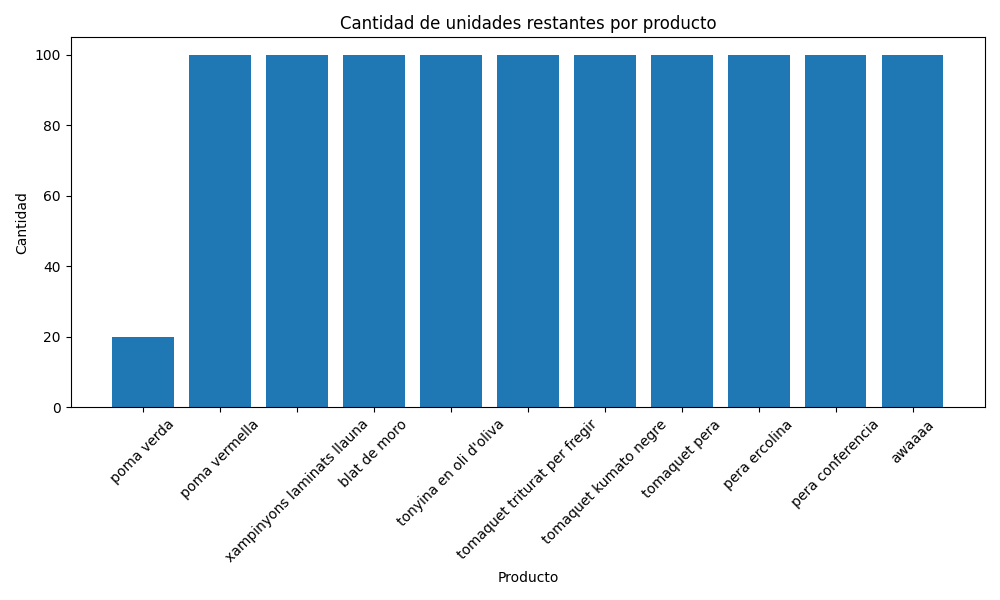 Cantidad de unidades restantes por producto
Cantidad
100
80
60
40
20
0
poma verda
poma vermella
xampinyons laminats llauna
blat de moro
tonyina en oli d'oliva
tomaquet triturat per fregir
tomaquet kumato negre
tomaquet pera
pera ercolina
pera conferencia
awaaaa
Producto